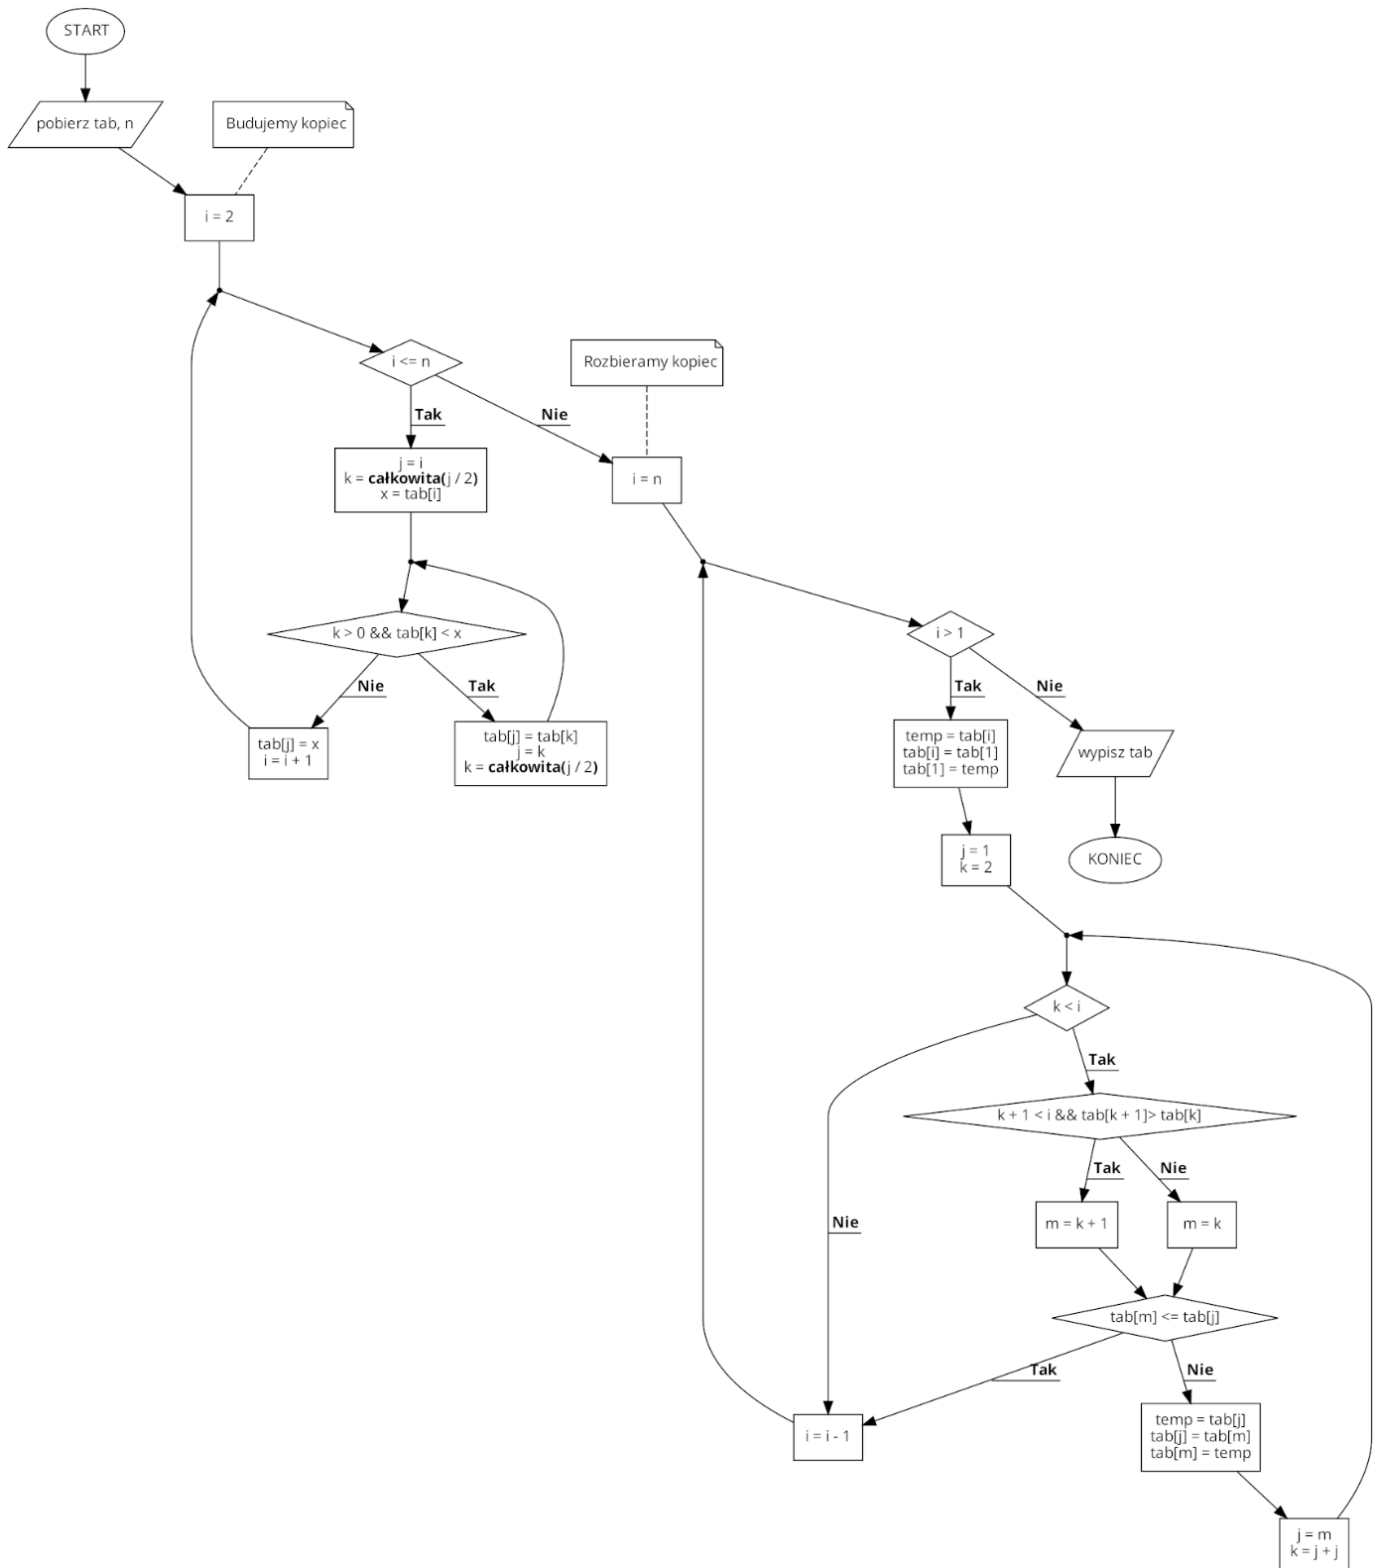 START
pobierz tab, n
Budujemy kopiec
i = 2
i <= n
Rozbieramy kopiec
Tak
Nie
j = i
k = całkowita(j / 2)
x = tab[i]
i = n
k > 0 && tab[k] < x
i > 1
Nie
Tak
Tak
Nie
tab[j] = x
i = i + 1
tab[j] = tab[k]
j = k
k = całkowita(j / 2)
temp = tab[i]
tab[i] = tab[1]
tab[1] = temp
wypisz tab
j = 1
k = 2
KONIEC
k < i
Tak
k + 1 < i && tab[k + 1]> tab[k]
Tak
Nie
Nie
m = k + 1
m = k
tab[m] <= tab[j]
Tak
Nie
i = i - 1
temp = tab[j]
tab[j] = tab[m]
tab[m] = temp
j = m
k = j + j